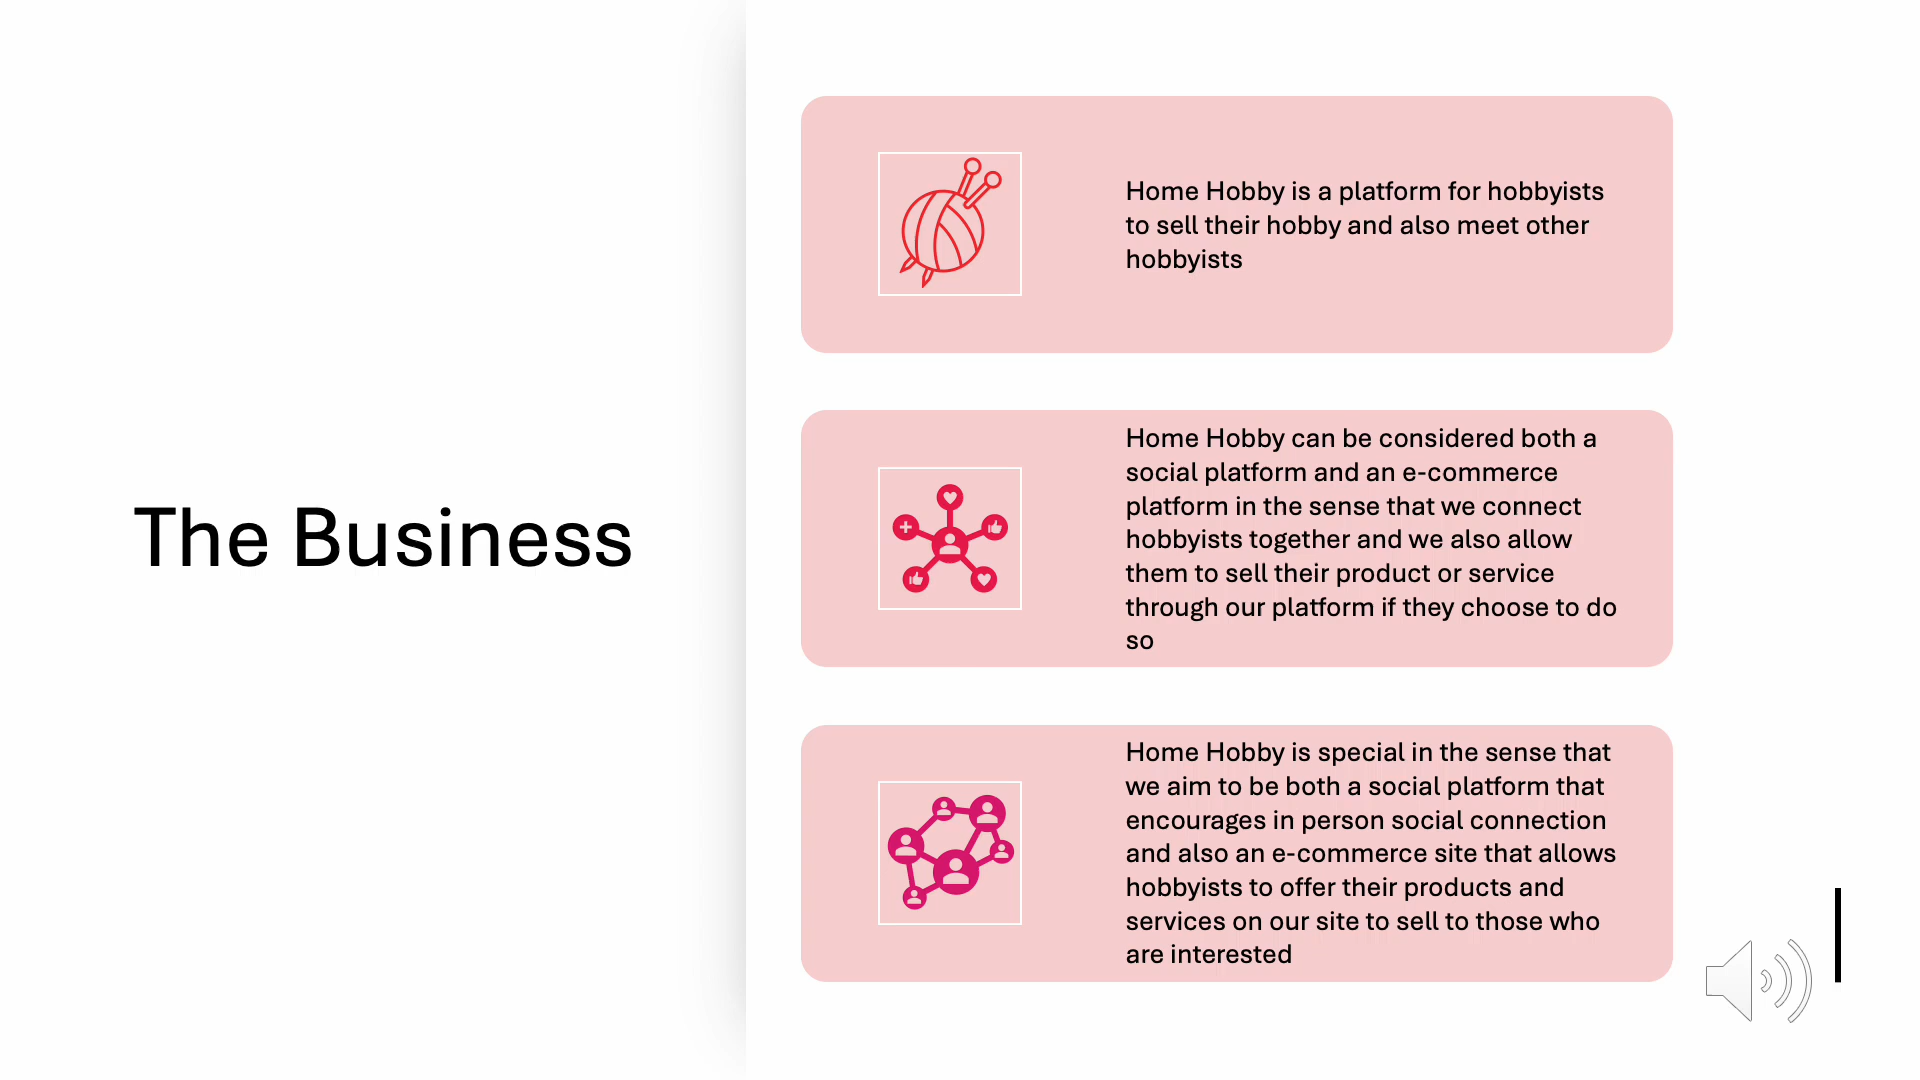 The Business
Home Hobby is a platform for hobbyists
to sell their hobby and also meet other
hobbyists
Home Hobby can be considered both a
social platform and an e-commerce
platform in the sense that we connect
hobbyists together and we also allow
them to sell their product or service
through our platform if they choose to do
so
Home Hobby is special in the sense that
we aim to be both a social platform that
encourages in person social connection
and also an e-commerce site that allows
hobbyists to offer their products and
services on our site to sell to those who
are interested